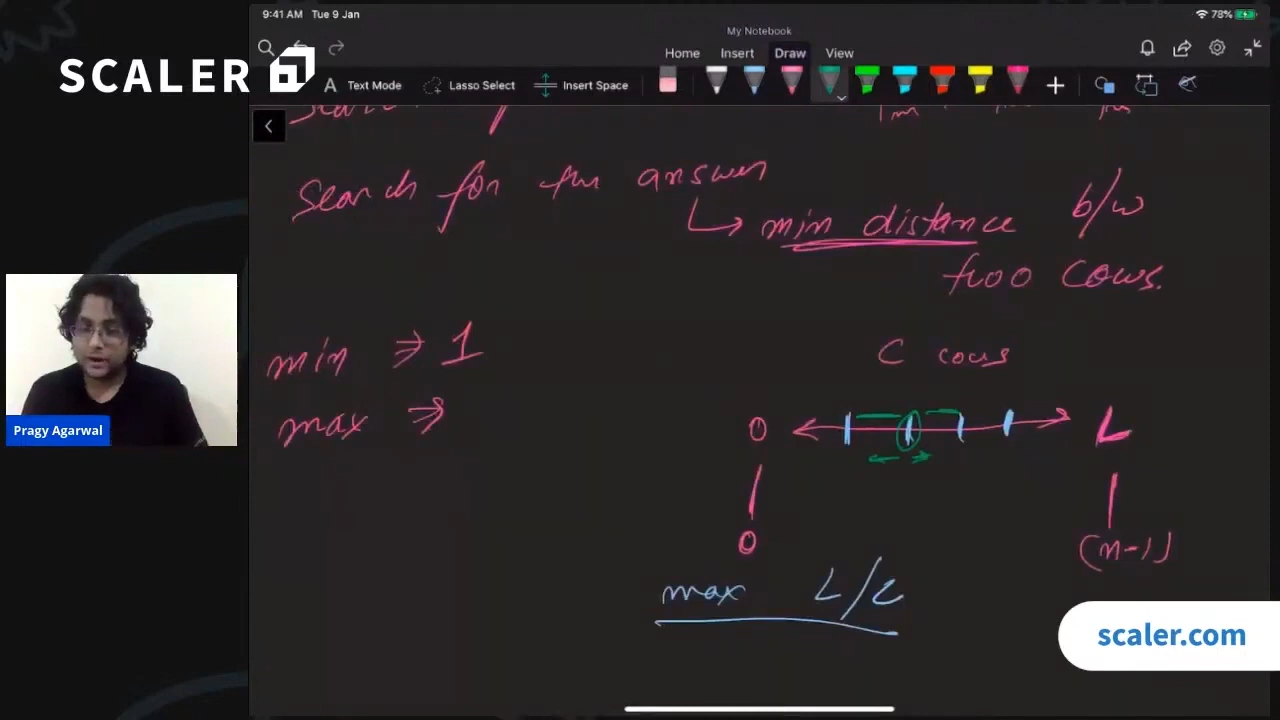 9:41 AM Tue 9 Jan
78%
My Notebook
SCALER
Home Insert Draw View
Text Mode Lasso Select Insert Space
Search for the answer
min distance b/w
two cows.
min ⇒ 1
C cows
max ⇒
0 L
Pragy Agarwal
0 (n-1)
max L/C
scaler.com